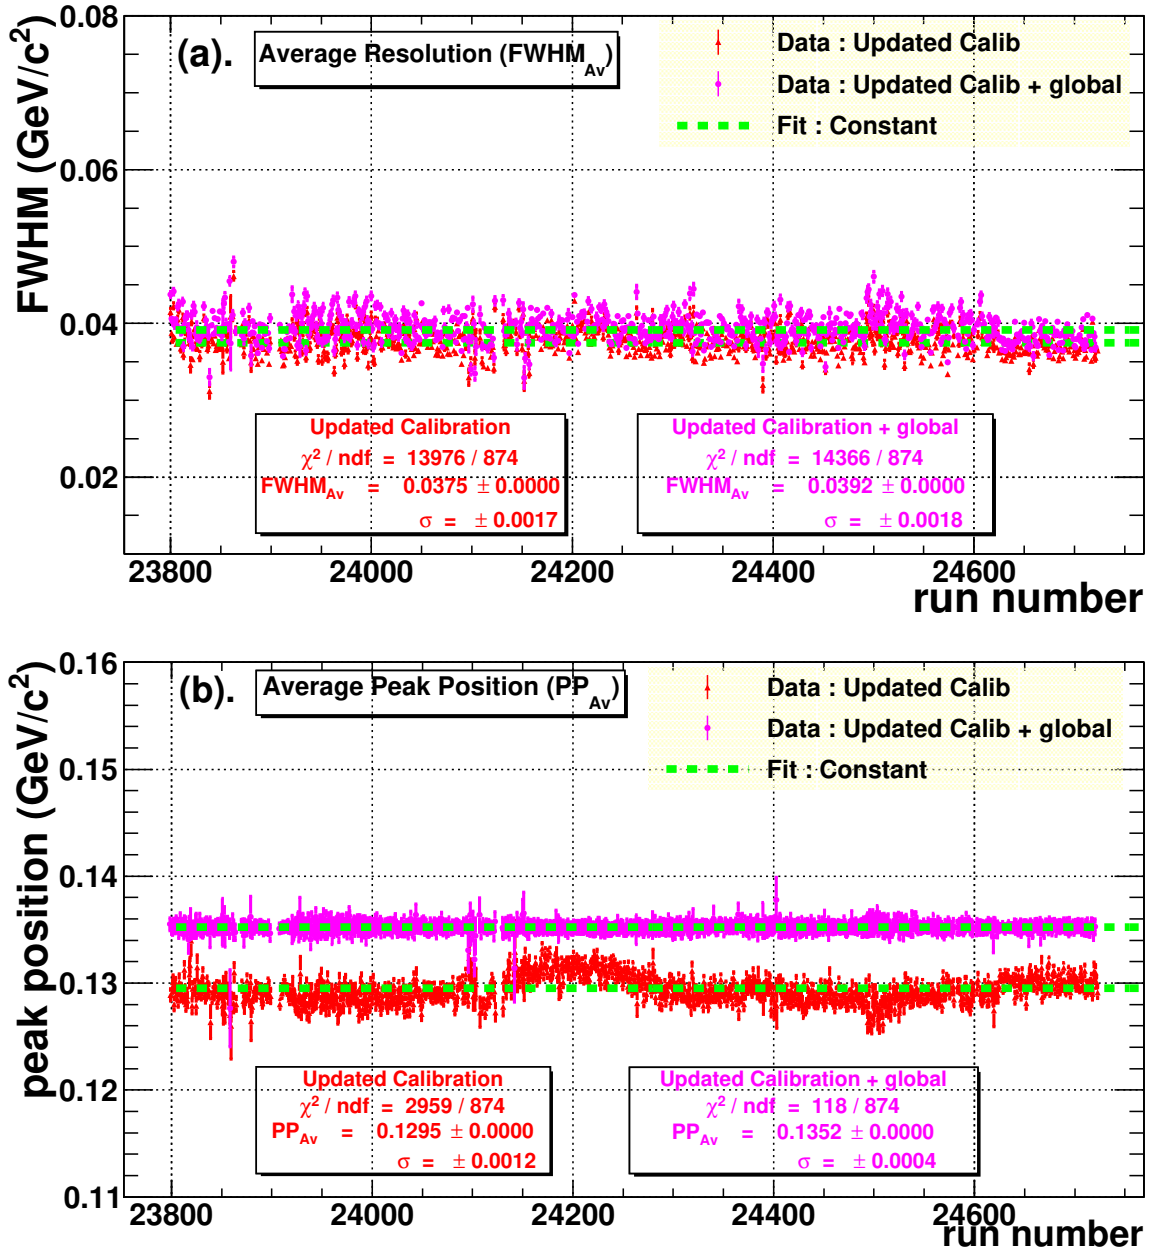 (a).
Average Resolution (FWHM_Av)
Data : Updated Calib
Data : Updated Calib + global
Fit : Constant
FWHM (GeV/c²)
0.08
0.06
0.04
0.02
Updated Calibration
χ² / ndf = 13976 / 874
FWHM_Av = 0.0375 ± 0.0000
σ = ± 0.0017
Updated Calibration + global
χ² / ndf = 14366 / 874
FWHM_Av = 0.0392 ± 0.0000
σ = ± 0.0018
23800 24000 24200 24400 24600
run number
(b).
Average Peak Position (PP_Av)
Data : Updated Calib
Data : Updated Calib + global
Fit : Constant
peak position (GeV/c²)
0.16
0.15
0.14
0.13
0.12
0.11
Updated Calibration
χ² / ndf = 2959 / 874
PP_Av = 0.1295 ± 0.0000
σ = ± 0.0012
Updated Calibration + global
χ² / ndf = 118 / 874
PP_Av = 0.1352 ± 0.0000
σ = ± 0.0004
23800 24000 24200 24400 24600
run number